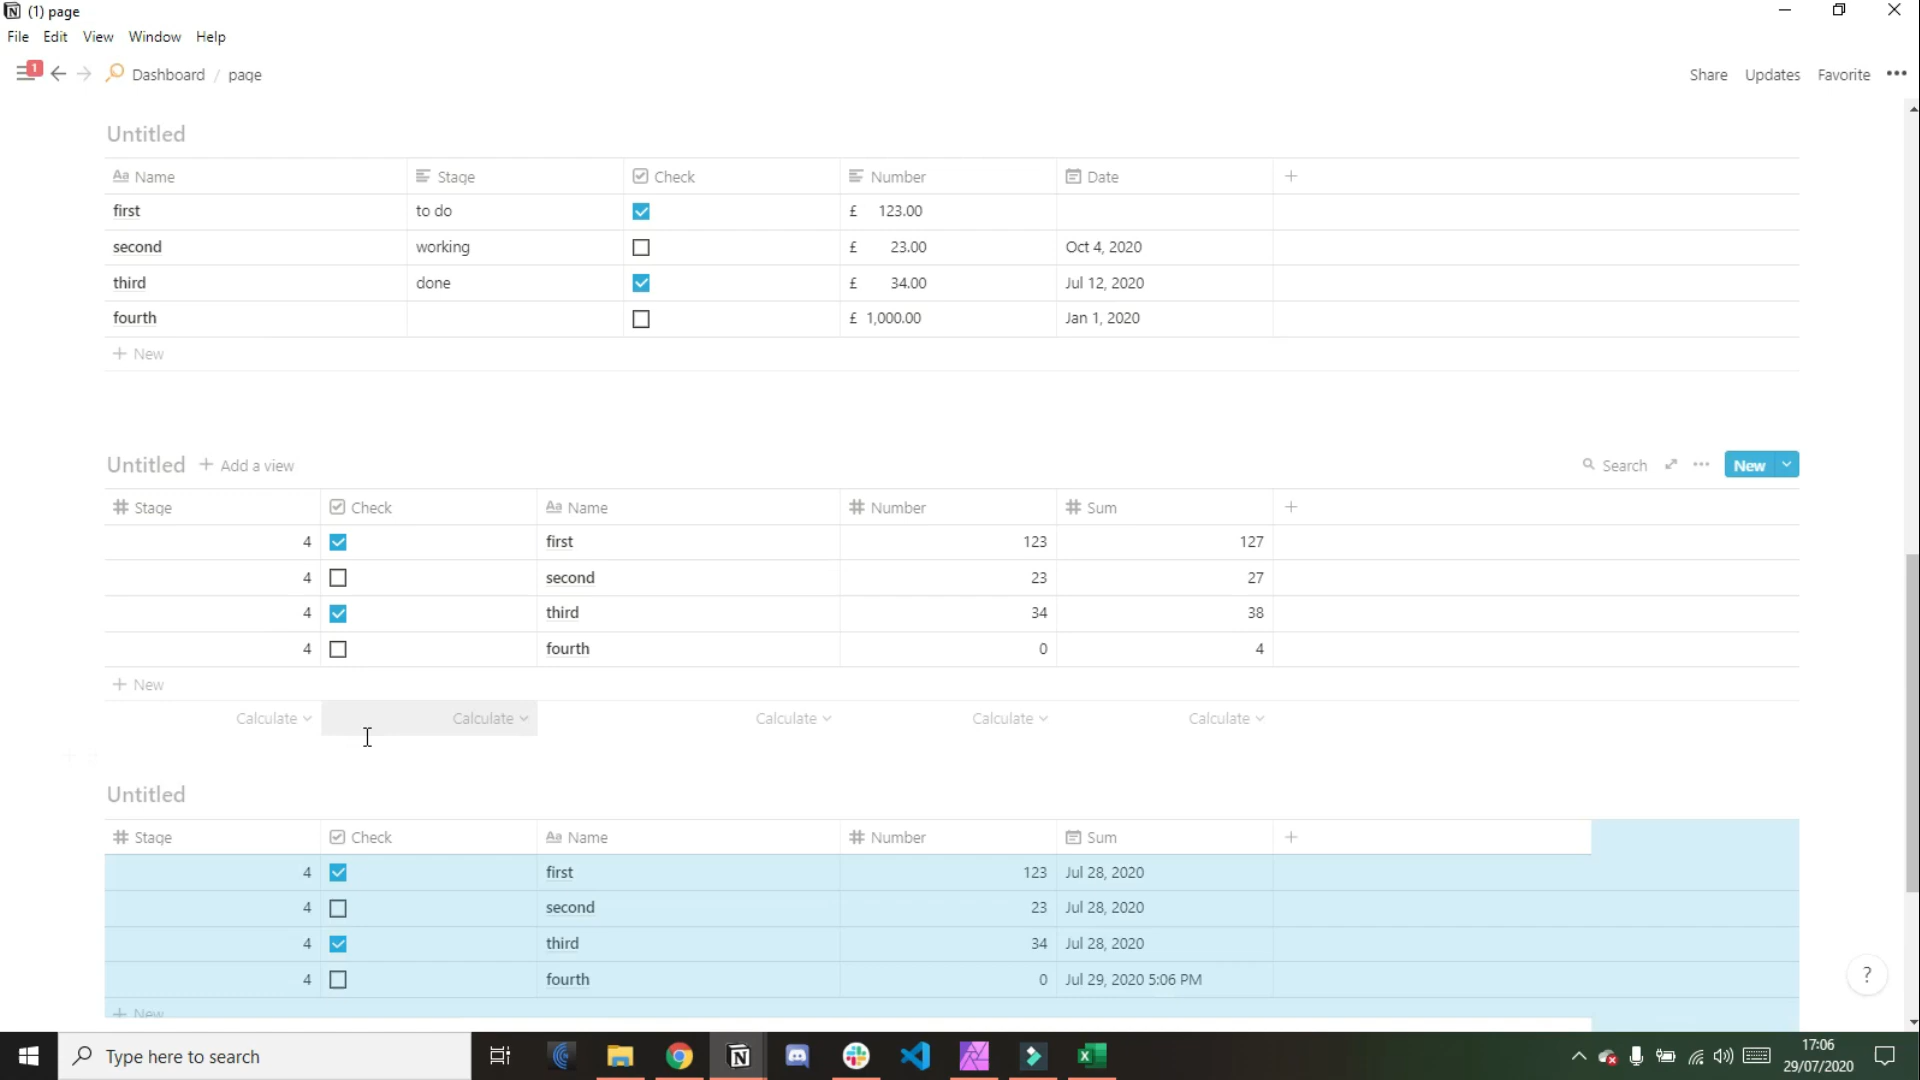 (1) page
File Edit View Window Help
1 Dashboard / page Share Updates Favorite •••
Untitled
Aa Name Stage Check Number Date +
first to do £ 123.00
second working £ 23.00 Oct 4, 2020
third done £ 34.00 Jul 12, 2020
fourth £ 1,000.00 Jan 1, 2020
+ New
Untitled + Add a view Search ••• New
# Stage Check Aa Name # Number # Sum +
4 first 123 127
4 second 23 27
4 third 34 38
4 fourth 0 4
+ New
Calculate Calculate Calculate Calculate Calculate
Untitled
# Stage Check Aa Name # Number Sum +
4 first 123 Jul 28, 2020
4 second 23 Jul 28, 2020
4 third 34 Jul 28, 2020
4 fourth 0 Jul 29, 2020 5:06 PM
+ New
?
Type here to search
17:06
29/07/2020